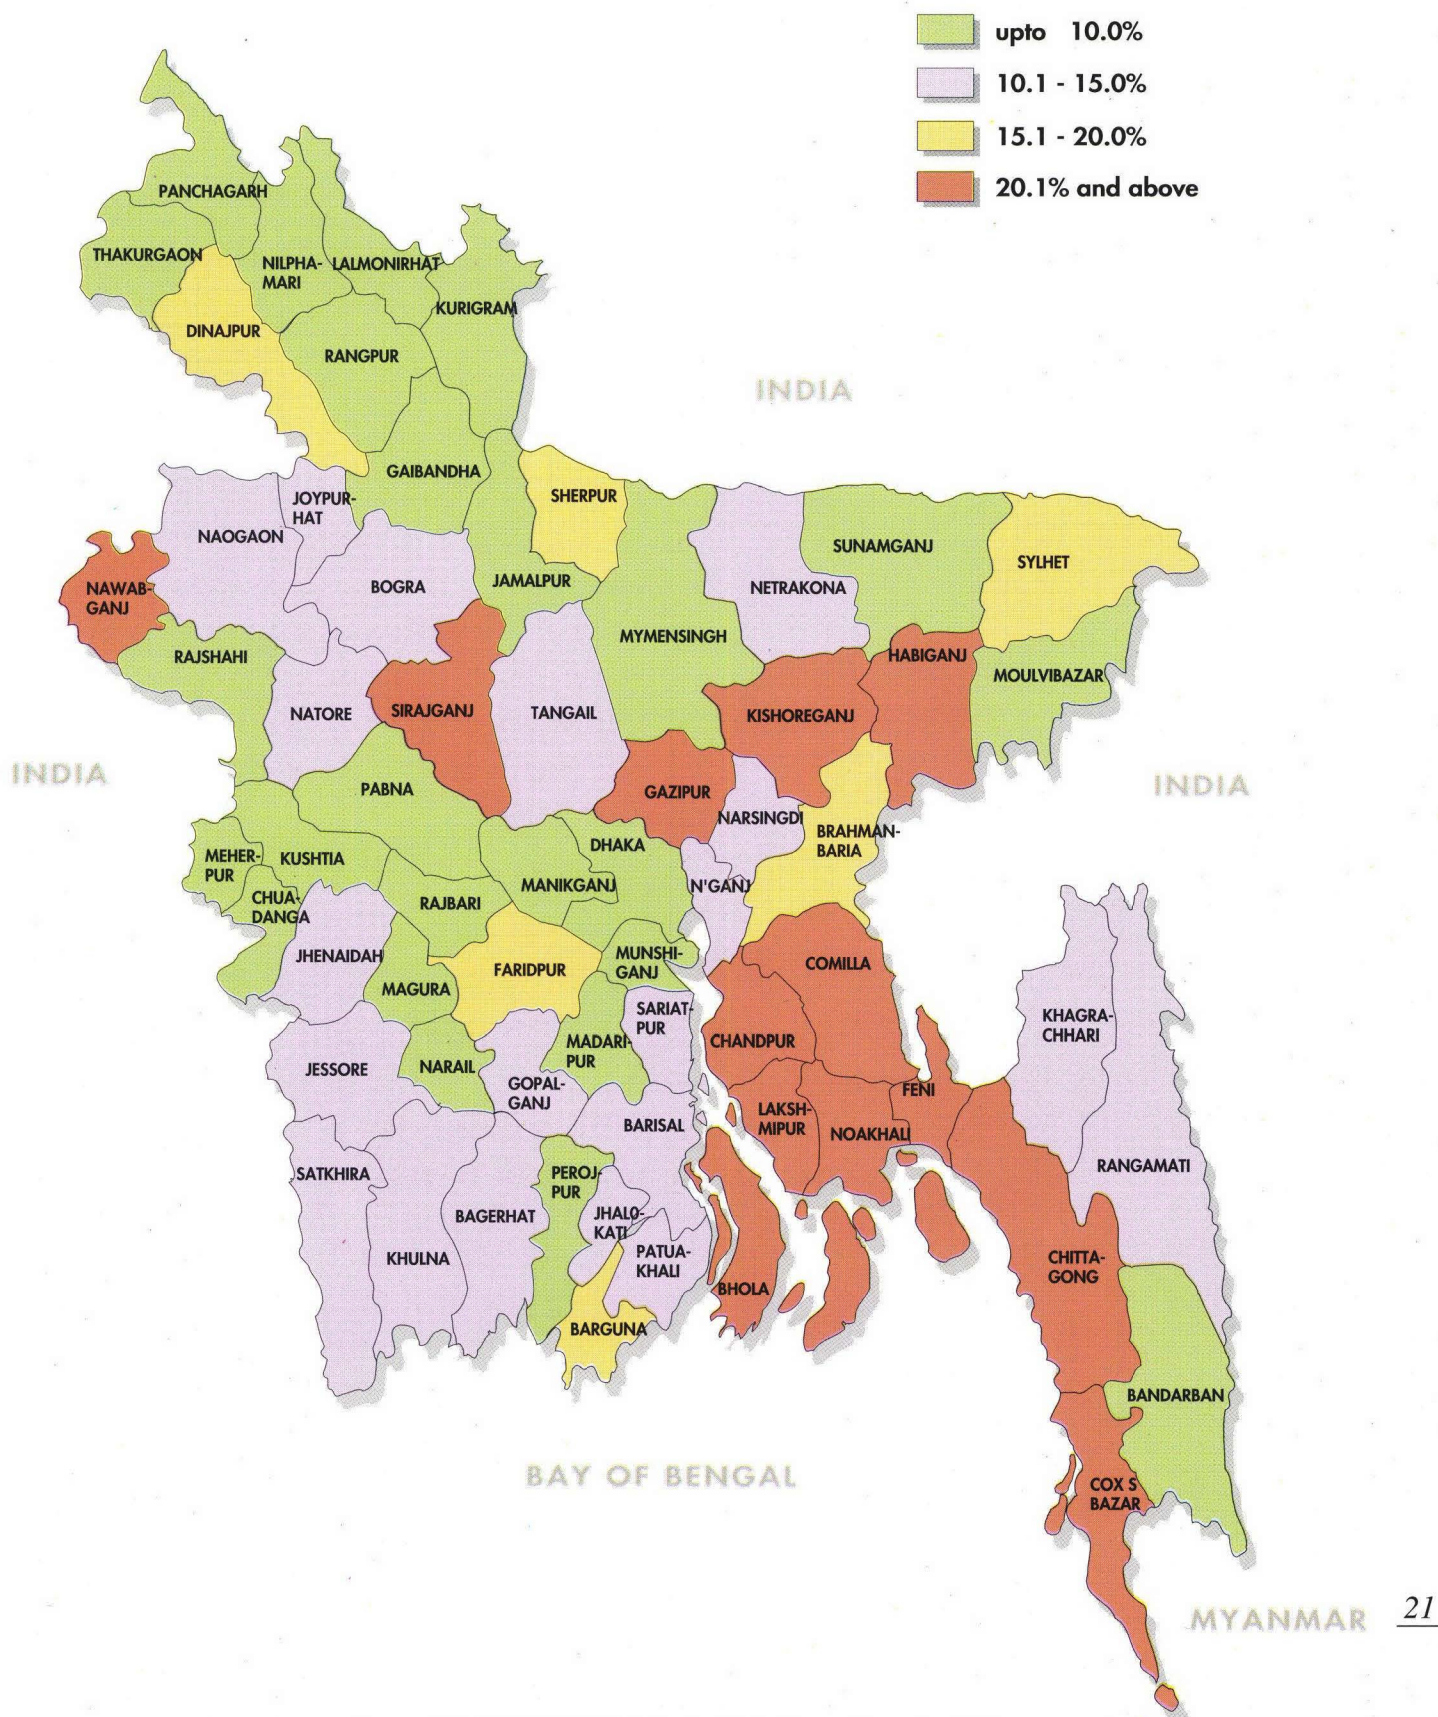 upto 10.0%
10.1 - 15.0%
15.1 - 20.0%
20.1% and above
PANCHAGARH
THAKURGAON
NILPHA-
MARI
LALMONIRHAT
KURIGRAM
DINAJPUR
RANGPUR
INDIA
GAIBANDHA
JOYPUR-
HAT
SHERPUR
NAOGAON
SUNAMGANJ
SYLHET
NAWAB-
GANJ
BOGRA
JAMALPUR
NETRAKONA
MYMENSINGH
RAJSHAHI
HABIGANJ
MOULVIBAZAR
NATORE
SIRAJGANJ
TANGAIL
KISHOREGANJ
INDIA
PABNA
GAZIPUR
INDIA
NARSINGDI
BRAHMAN-
BARIA
DHAKA
MEHER-
PUR
KUSHTIA
MANIKGANJ
N'GANJ
CHUA-
DANGA
RAJBARI
JHENAIDAH
FARIDPUR
MUNSHI-
GANJ
COMILLA
MAGURA
SARIAT-
PUR
KHAGRA-
CHHARI
CHANDPUR
MADARI-
PUR
JESSORE
NARAIL
GOPAL-
GANJ
FENI
LAKSH-
MIPUR
NOAKHALI
BARISAL
SATKHIRA
PEROJ-
PUR
RANGAMATI
BAGERHAT
JHALO-
KATI
KHULNA
PATUA-
KHALI
CHITTA-
GONG
BHOLA
BARGUNA
BANDARBAN
BAY OF BENGAL
COX S
BAZAR
MYANMAR
21